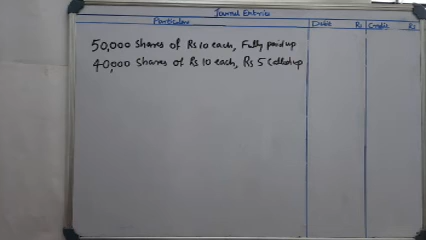 Journal Entries
Particulars Debit Rs Credit Rs
50,000 Shares of Rs 10 each, Fully paid up
40,000 Shares of Rs 10 each, Rs 5 Called up